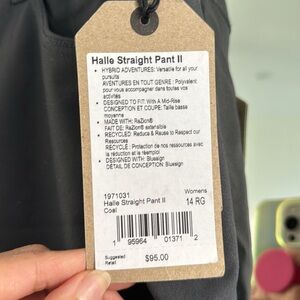 Halle Straight Pant II
• HYBRID ADVENTURES: Versatile for all your
pursuits
AVENTURES EN TOUT GENRE : Polyvalent
pour vous accompagner dans toutes vos
activités
• DESIGNED TO FIT: With A Mid-Rise
CONCEPTION ET COUPE: Taille basse
moyenne
• MADE WITH: ReZion®
FAIT DE: ReZion® extensible
• RECYCLED: Reduce & Reuse to Respect our
Resources
RECYCLÉ : Protection de nos ressources avec
la réduction et le réemploi
• DESIGNED WITH: Bluesign
DÉTAIL DE CONCEPTION: Bluesign
1971031
Womens
Halle Straight Pant II
14 RG
Coal
1 95964 01371 2
Suggested
Retail
$95.00